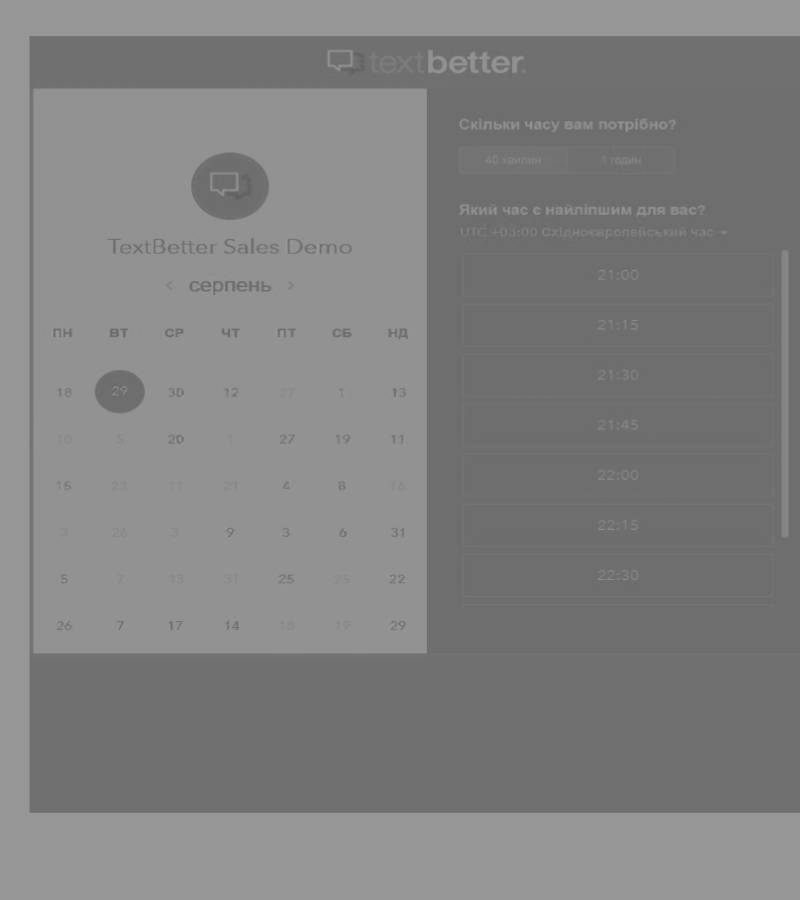 textbetter.
TextBetter Sales Demo
‹ серпень ›
ПН ВТ СР ЧТ ПТ СБ НД
18 29 30 12 27 1 13
10 5 20 1 27 19 11
15 23 11 21 4 8 16
3 26 3 9 3 6 31
5 7 13 31 25 25 22
26 7 17 14 18 19 29
Скільки часу вам потрібно?
40 хвилин 1 годин
Який час є найліпшим для вас?
UTC +03:00 Східноєвропейський час
21:00
21:15
21:30
21:45
22:00
22:15
22:30